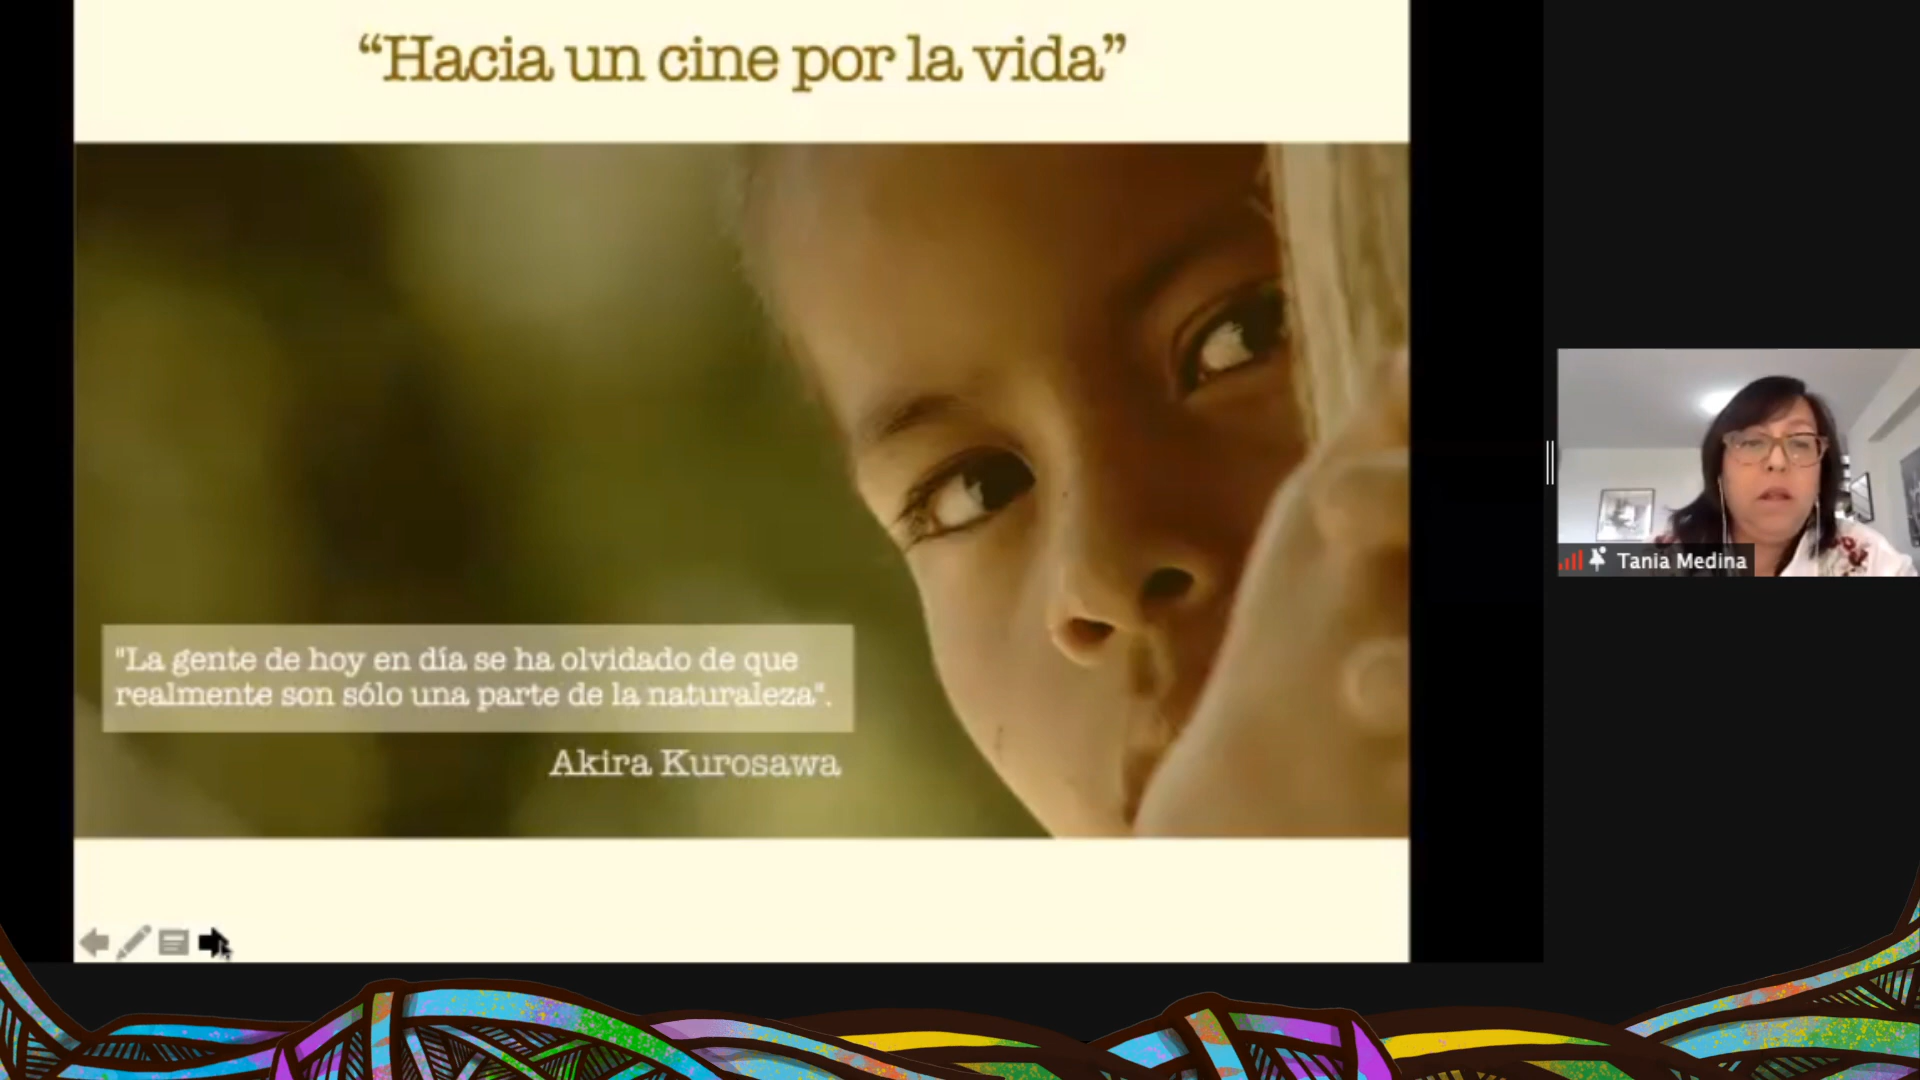 “Hacia un cine por la vida”
"La gente de hoy en día se ha olvidado de que
realmente son sólo una parte de la naturaleza".
Akira Kurosawa
Tania Medina